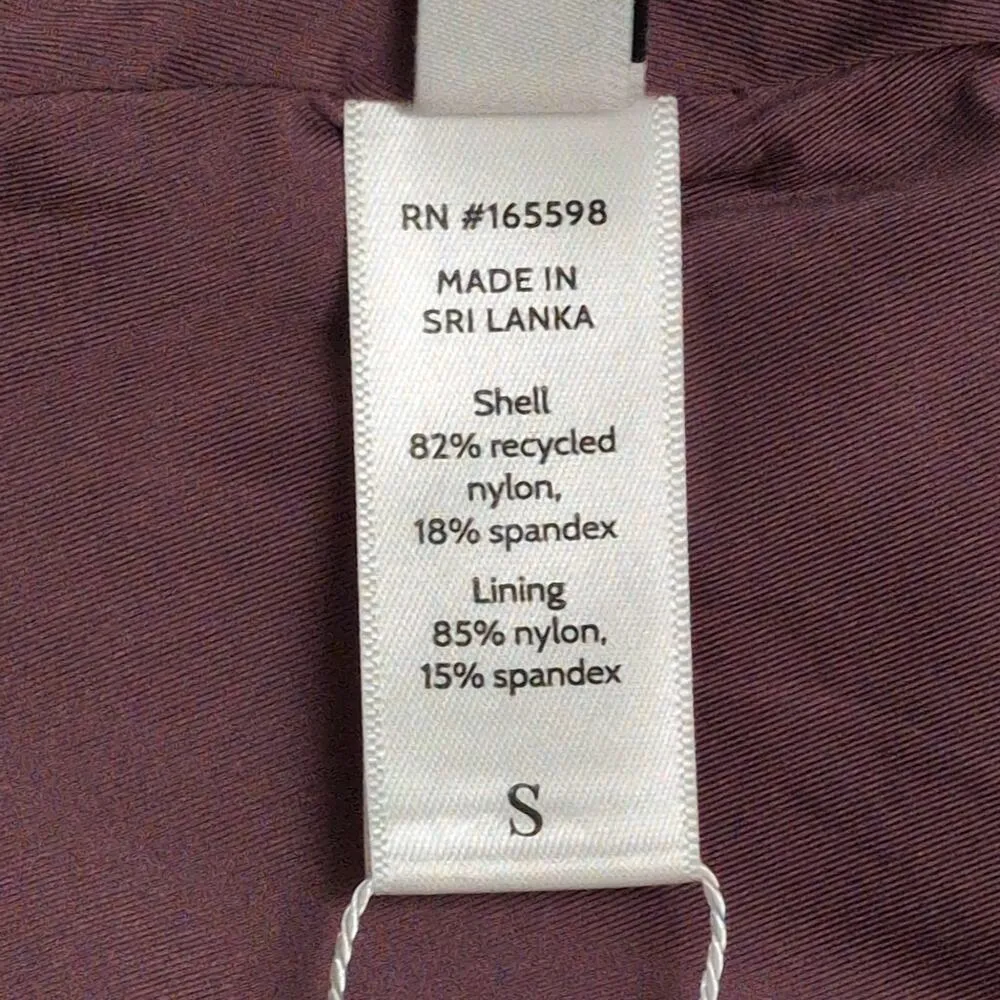 RN #165598
MADE IN
SRI LANKA
Shell
82% recycled
nylon,
18% spandex
Lining
85% nylon,
15% spandex
S